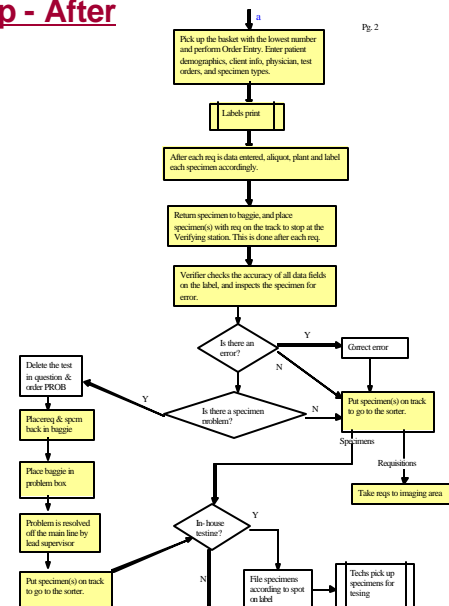 p - After
a
Pg. 2
Pick up the basket with the lowest number
and perform Order Entry. Enter patient
demographics, client info, physician, test
orders, and specimen types.
Labels print
After each req is data entered, aliquot, plant and label
each specimen accordingly.
Return specimen to baggie, and place
specimen(s) with req on the track to stop at the
Verifying station. This is done after each req.
Verifier checks the accuracy of all data fields
on the label, and inspects the specimen for
error.
Is there an
error?
Y
N
Correct error
Delete the test
in question &
order PROB
Y
Is there a specimen
problem?
N
Put specimen(s) on track
to go to the sorter.
Placereq & spcm
back in baggie
Specimens
Requisitions
Place baggie in
problem box
Take reqs to imaging area
Problem is resolved
off the main line by
lead supervisor
In-house
testing?
Y
N
Put specimen(s) on track
to go to the sorter.
File specimens
according to spot
on label
Techs pick up
specimens for
tesing